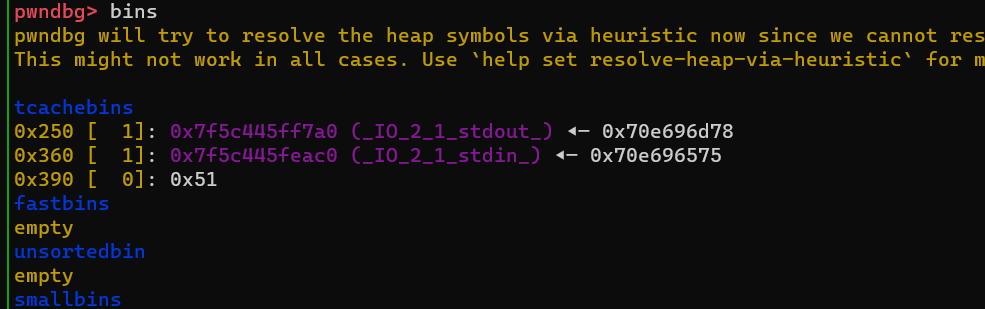 pwndbg> bins
pwndbg will try to resolve the heap symbols via heuristic now since we cannot res
This might not work in all cases. Use `help set resolve-heap-via-heuristic` for m
tcachebins
0x250 [  1]: 0x7f5c445ff7a0 (_IO_2_1_stdout_) ◂— 0x70e696d78
0x360 [  1]: 0x7f5c445feac0 (_IO_2_1_stdin_) ◂— 0x70e696575
0x390 [  0]: 0x51
fastbins
empty
unsortedbin
empty
smallbins